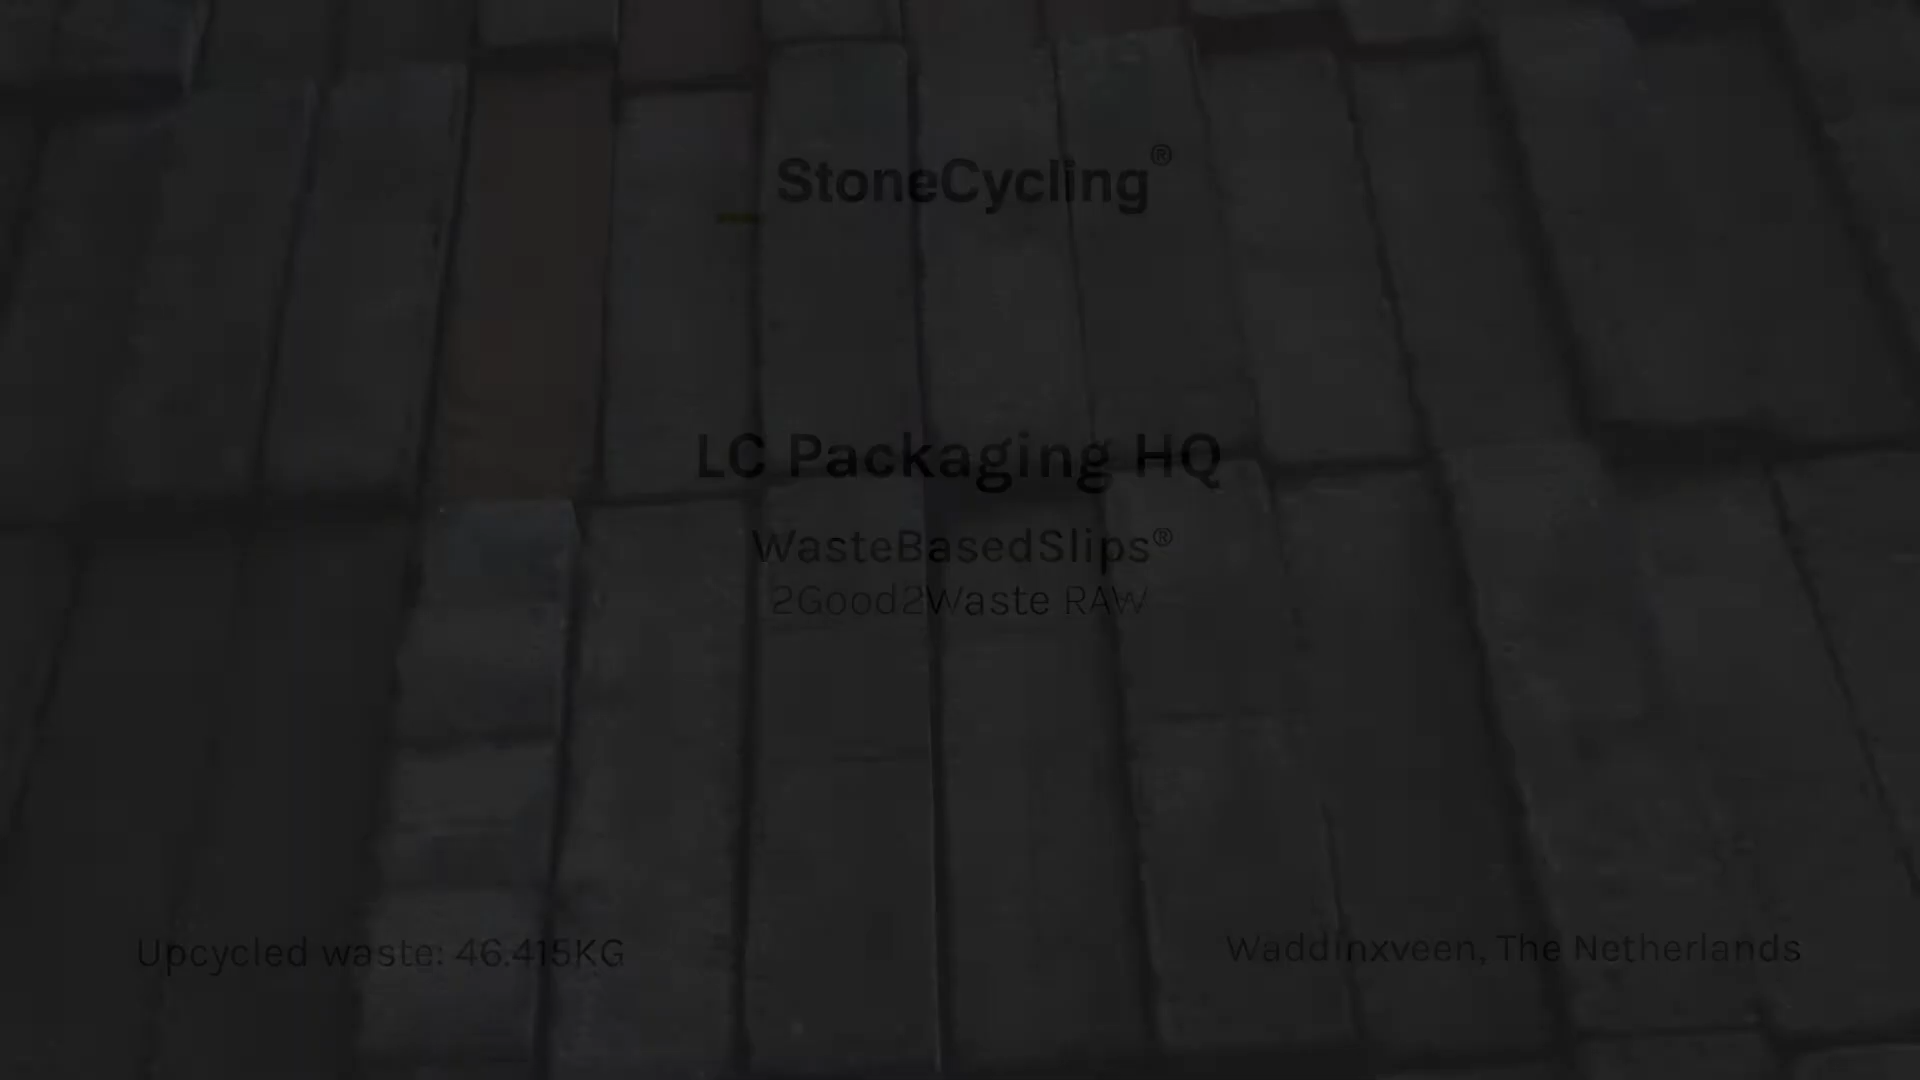 StoneCycling®
LC Packaging HQ
WasteBasedSlips®
2Good2Waste RAW
Upcycled waste: 46.415KG
Waddinxveen, The Netherlands